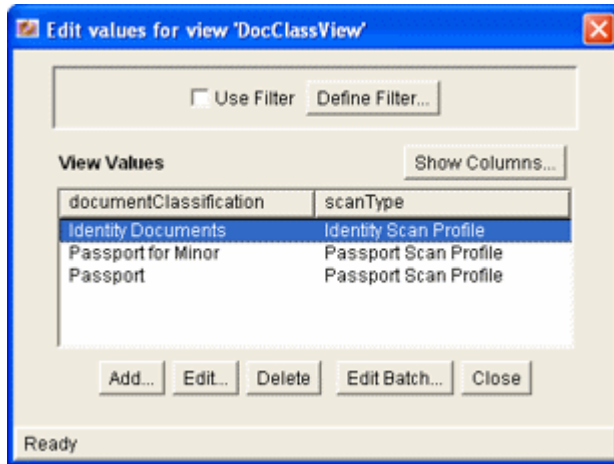 Edit values for view 'DocClassView'
Use Filter Define Filter...
View Values Show Columns...
documentClassification scanType
Identity Documents Identity Scan Profile
Passport for Minor Passport Scan Profile
Passport Passport Scan Profile
Add... Edit... Delete Edit Batch... Close
Ready